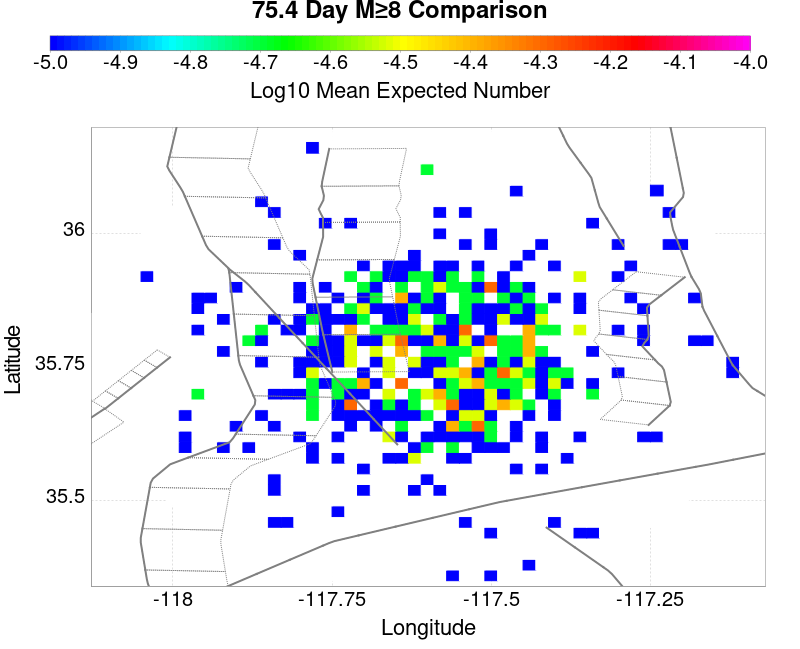 75.4 Day M≥8 Comparison
-5.0 -4.9 -4.8 -4.7 -4.6 -4.5 -4.4 -4.3 -4.2 -4.1 -4.0
Log10 Mean Expected Number
36
35.75
35.5
Latitude
-118 -117.75 -117.5 -117.25
Longitude